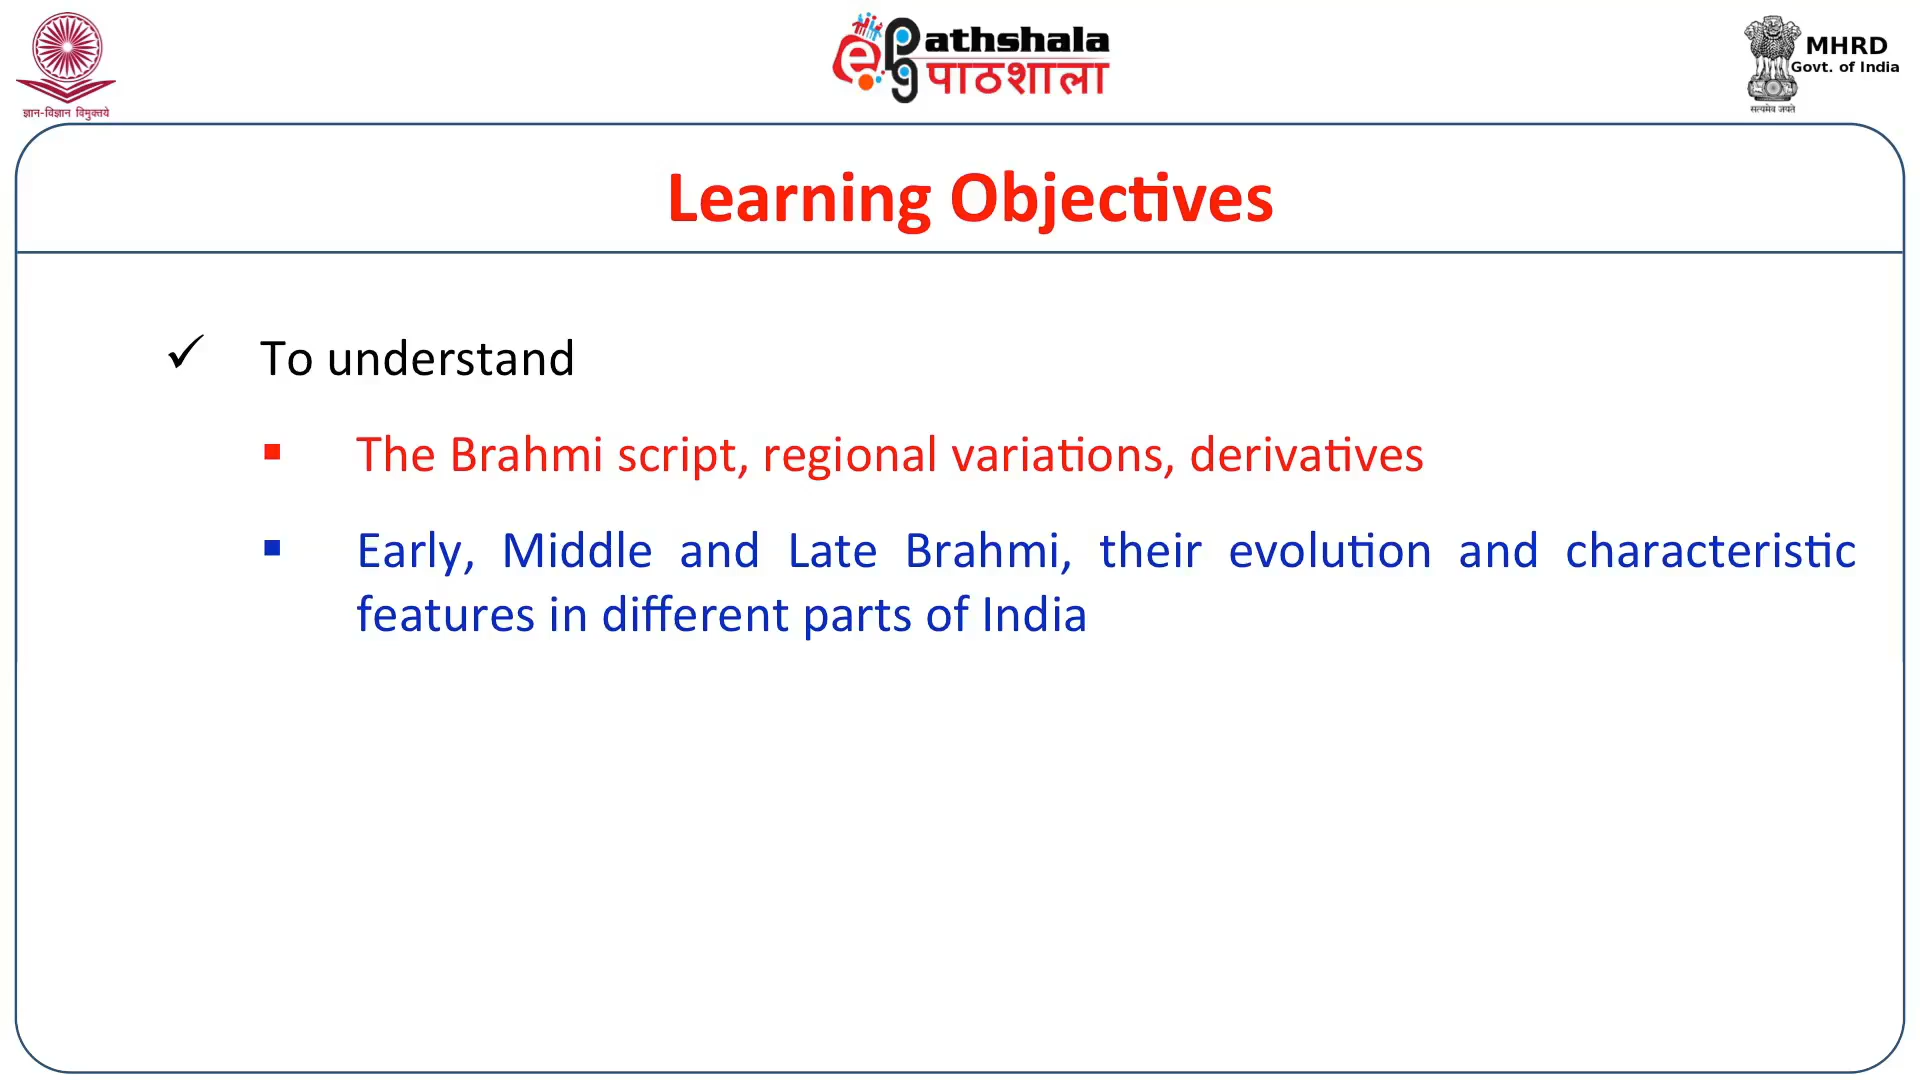 ज्ञान-विज्ञान विमुक्तये
ePathshala
पाठशाला
MHRD
Govt. of India
सत्यमेव जयते
Learning Objectives
✓ To understand
▪ The Brahmi script, regional variations, derivatives
▪ Early, Middle and Late Brahmi, their evolution and characteristic
features in different parts of India